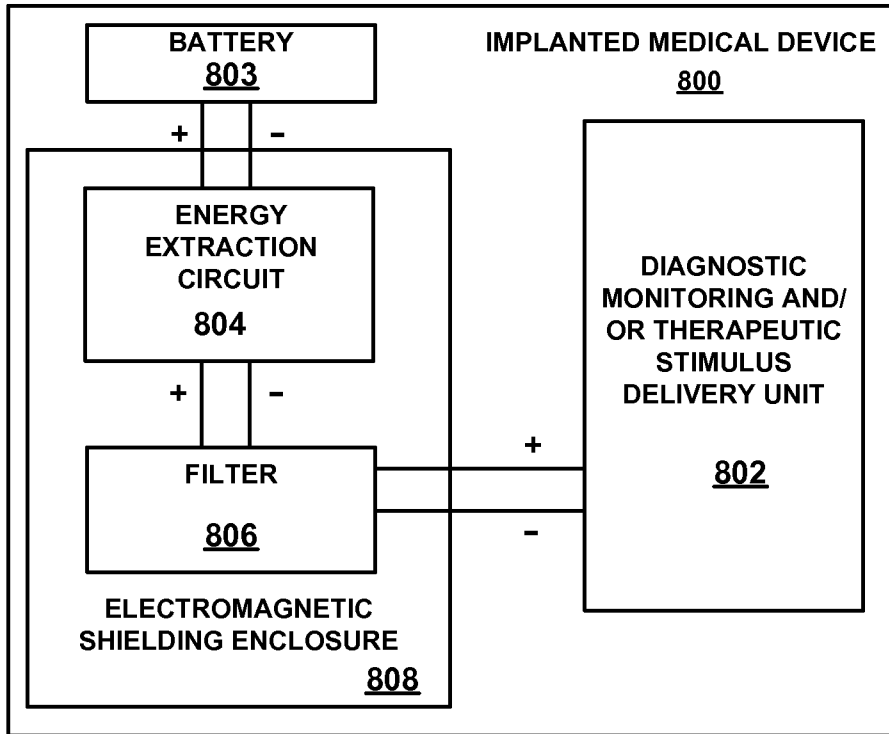 BATTERY
803
IMPLANTED MEDICAL DEVICE
800
+ -
ENERGY
EXTRACTION
CIRCUIT
804
+ -
FILTER
806
ELECTROMAGNETIC
SHIELDING ENCLOSURE
808
+
-
DIAGNOSTIC
MONITORING AND/
OR THERAPEUTIC
STIMULUS
DELIVERY UNIT
802